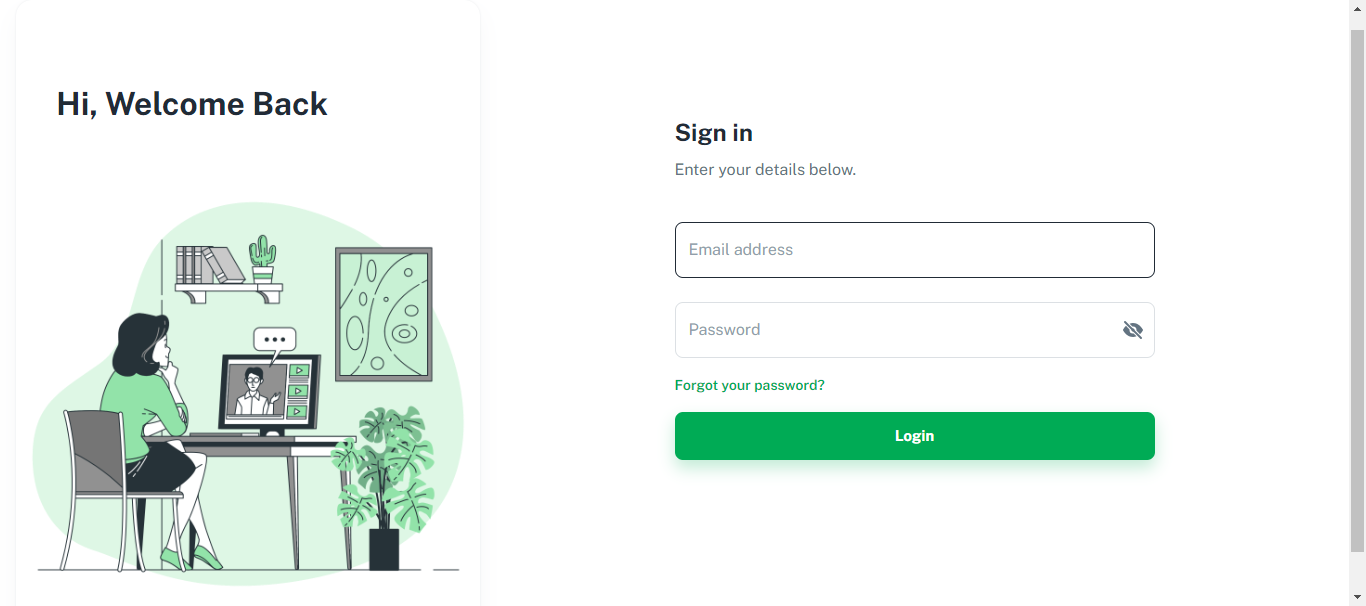 Hi, Welcome Back
Sign in
Enter your details below.
Email address
Password
Forgot your password?
Login